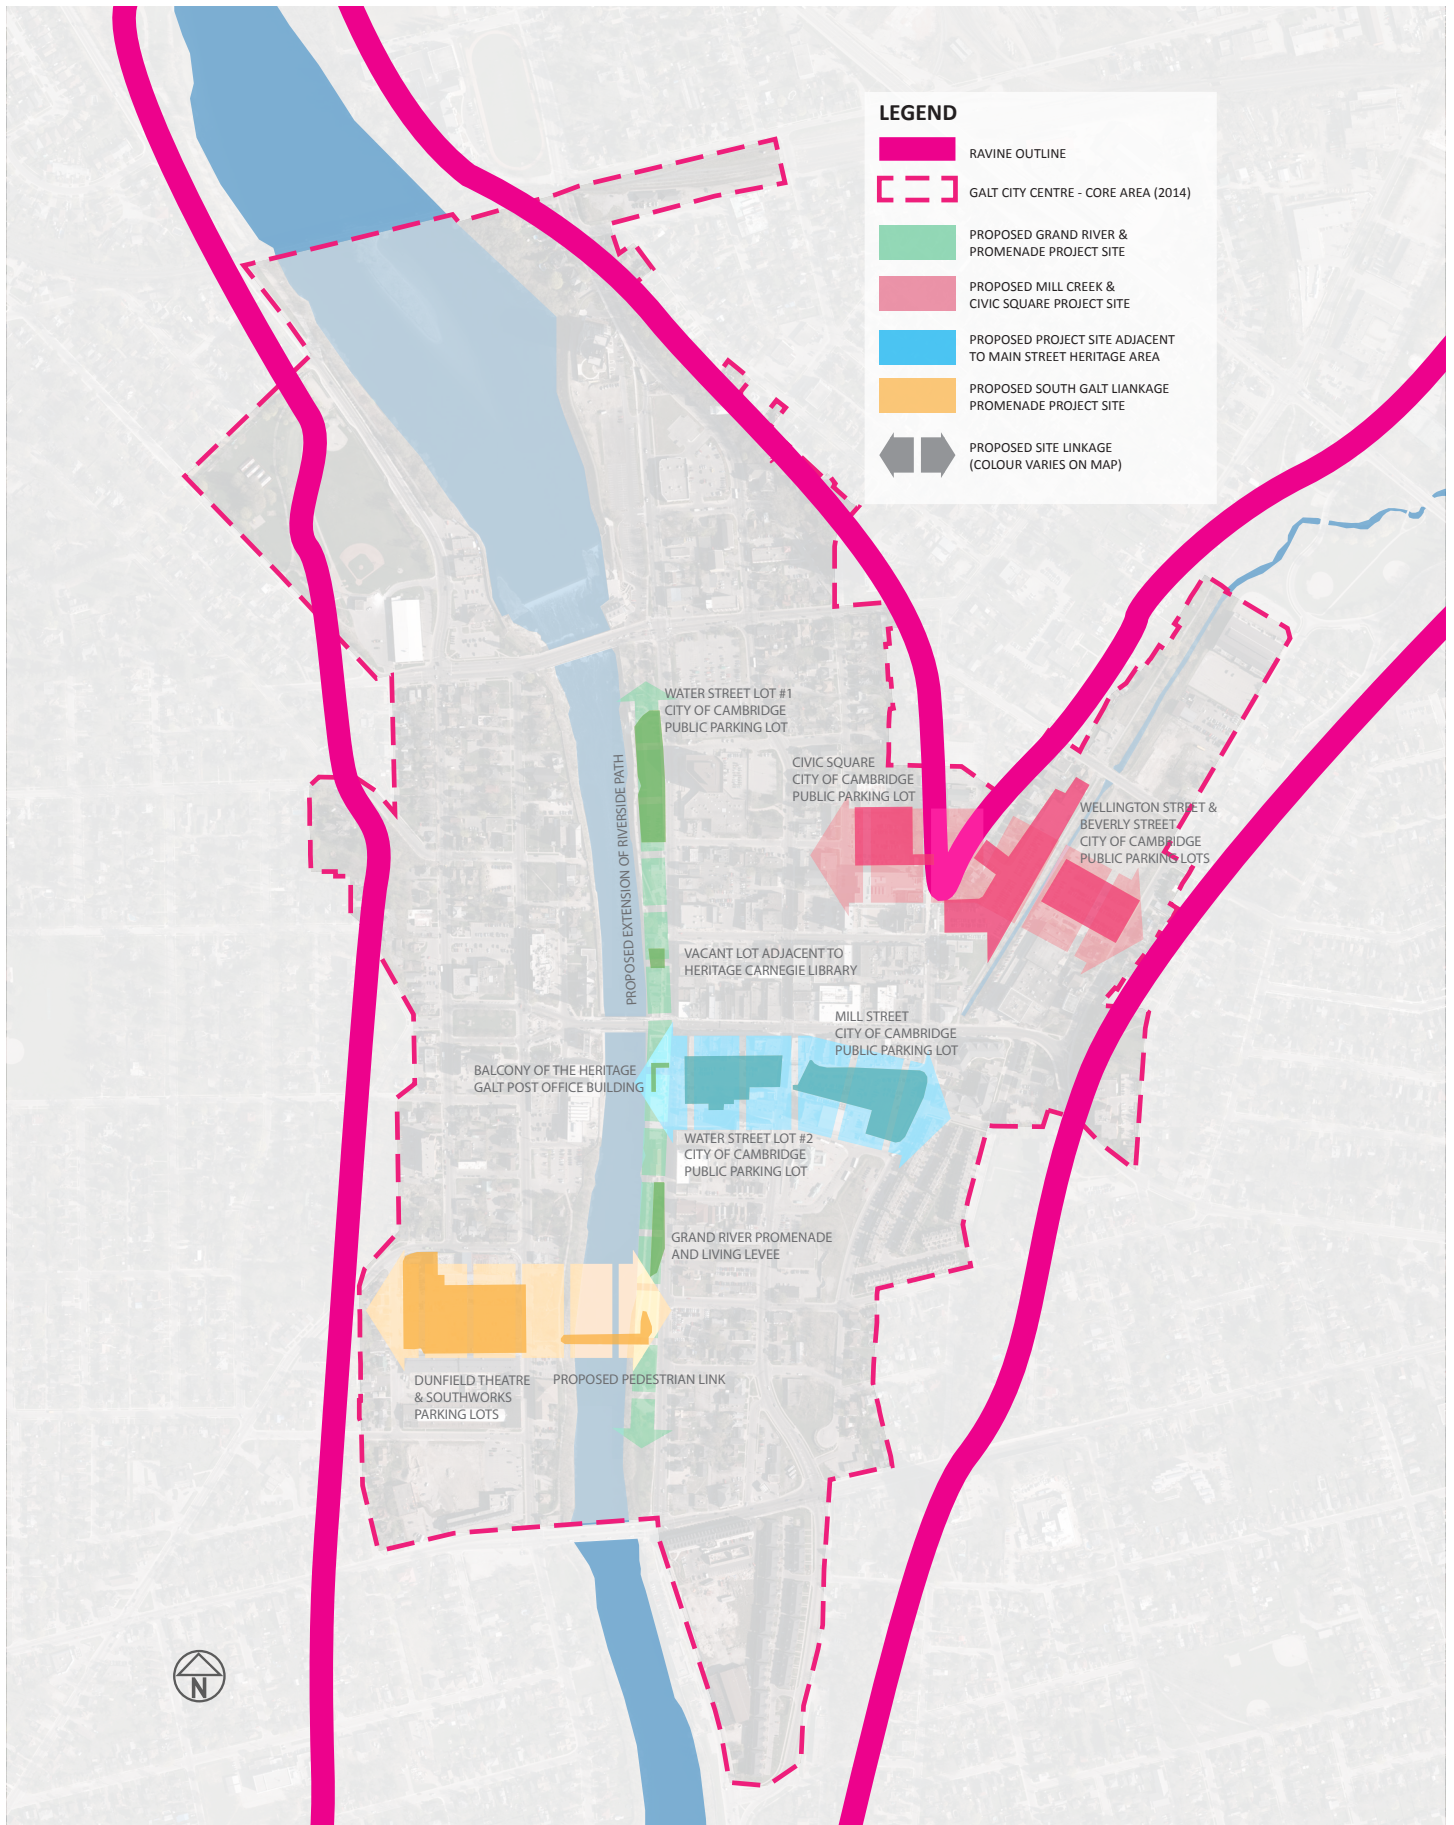 LEGEND
RAVINE OUTLINE
GALT CITY CENTRE - CORE AREA (2014)
PROPOSED GRAND RIVER &
PROMENADE PROJECT SITE
PROPOSED MILL CREEK &
CIVIC SQUARE PROJECT SITE
PROPOSED PROJECT SITE ADJACENT
TO MAIN STREET HERITAGE AREA
PROPOSED SOUTH GALT LIANKAGE
PROMENADE PROJECT SITE
PROPOSED SITE LINKAGE
(COLOUR VARIES ON MAP)
WATER STREET LOT #1
CITY OF CAMBRIDGE
PUBLIC PARKING LOT
CIVIC SQUARE
CITY OF CAMBRIDGE
PUBLIC PARKING LOT
WELLINGTON STREET &
BEVERLY STREET
CITY OF CAMBRIDGE
PUBLIC PARKING LOTS
PROPOSED EXTENSION OF RIVERSIDE PATH
VACANT LOT ADJACENT TO
HERITAGE CARNEGIE LIBRARY
MILL STREET
CITY OF CAMBRIDGE
PUBLIC PARKING LOT
BALCONY OF THE HERITAGE
GALT POST OFFICE BUILDING
WATER STREET LOT #2
CITY OF CAMBRIDGE
PUBLIC PARKING LOT
GRAND RIVER PROMENADE
AND LIVING LEVEE
DUNFIELD THEATRE
& SOUTHWORKS
PARKING LOTS
PROPOSED PEDESTRIAN LINK
N